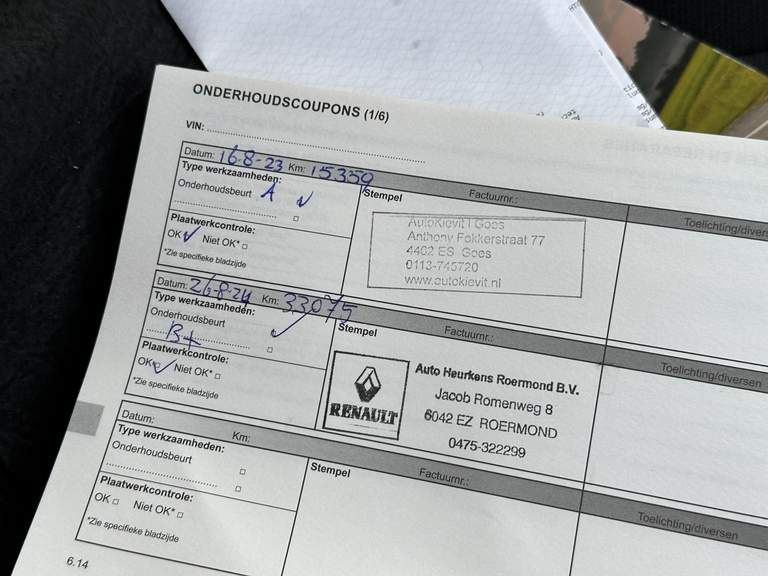 ONDERHOUDSCOUPONS (1/6)
VIN:
Datum: 16-8-23 Km: 15359
Type werkzaamheden:
Onderhoudsbeurt A ✓
Stempel
Factuurnr.:
Toelichting/divers
Plaatwerkcontrole:
OK ✓ Niet OK* □
*Zie specifieke bladzijde
AutoKievit | Goes
Anthony Fokkerstraat 77
4462 ES Goes
0113-745720
www.autokievit.nl
Datum: 26-8-24 Km: 33075
Type werkzaamheden:
Onderhoudsbeurt ✓
B+ □
Stempel
Factuurnr.:
Toelichting/diversen
Plaatwerkcontrole:
OK ✓ Niet OK* □
*Zie specifieke bladzijde
RENAULT
Auto Heurkens Roermond B.V.
Jacob Romenweg 8
6042 EZ ROERMOND
0475-322299
Datum: Km:
Type werkzaamheden:
Onderhoudsbeurt □
□
Stempel
Factuurnr.:
Toelichting/diversen
Plaatwerkcontrole:
OK □ Niet OK* □
*Zie specifieke bladzijde
6.14